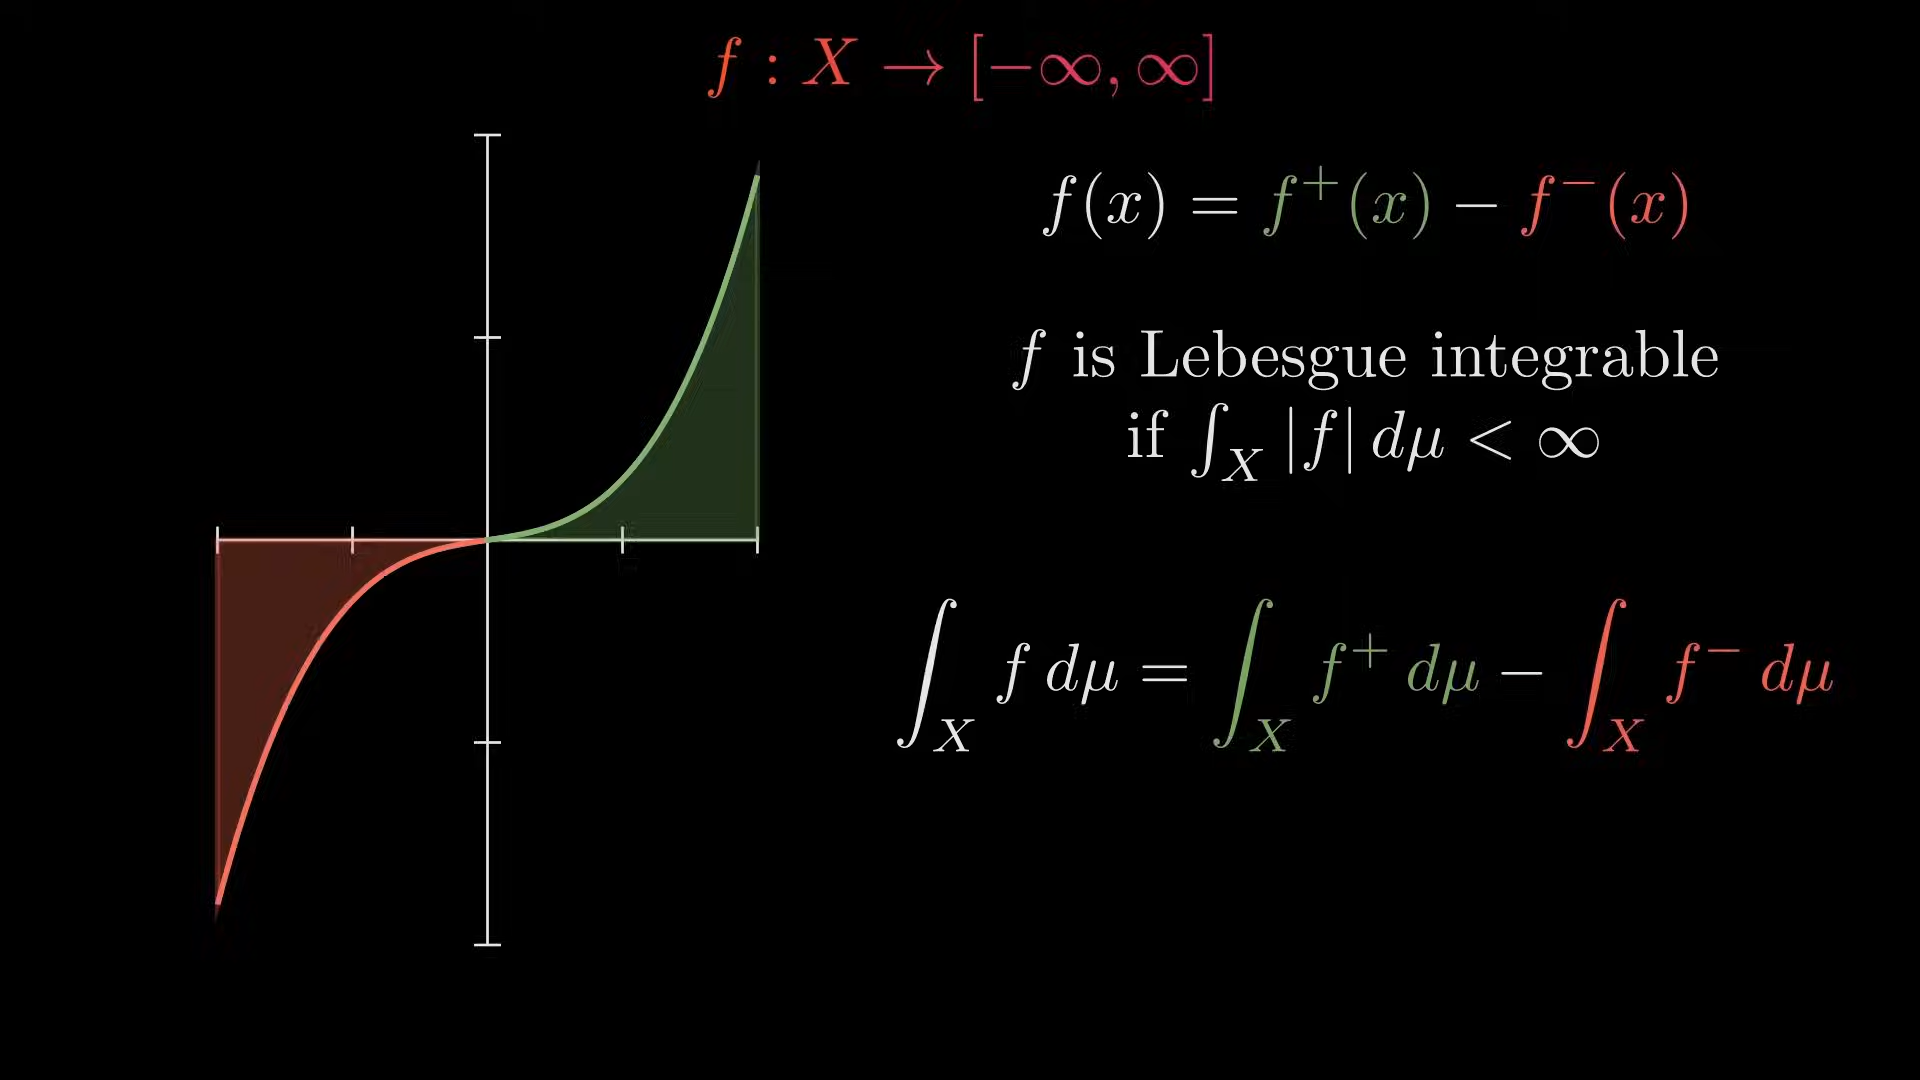 f : X → [−∞, ∞]
f(x) = f⁺(x) − f⁻(x)
f is Lebesgue integrable
if ∫_X |f| dμ < ∞
∫_X f dμ = ∫_X f⁺ dμ − ∫_X f⁻ dμ